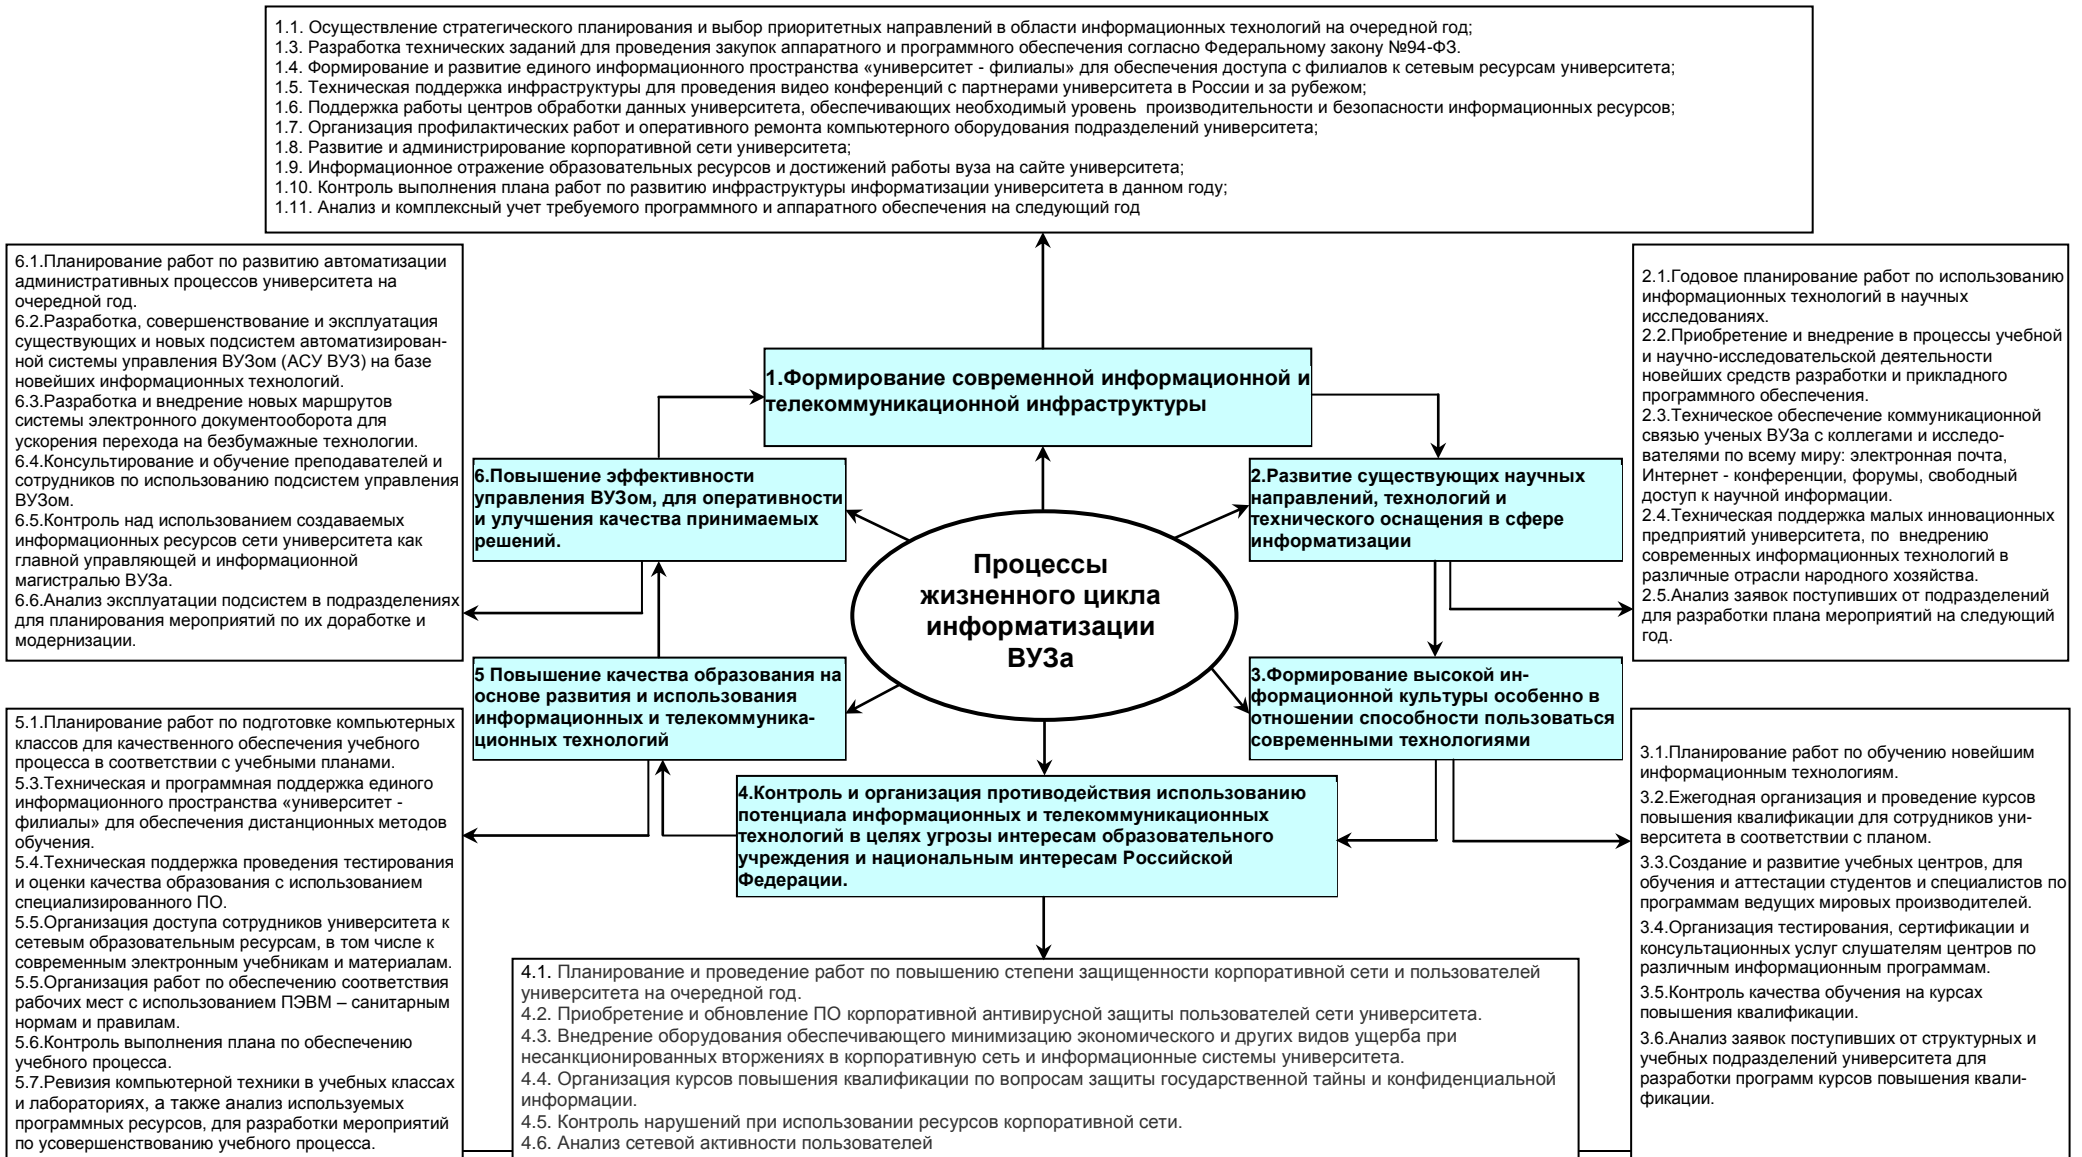 1.1. Осуществление стратегического планирования и выбор приоритетных направлений в области информационных технологий на очередной год;
1.3. Разработка технических заданий для проведения закупок аппаратного и программного обеспечения согласно Федеральному закону №94-ФЗ.
1.4. Формирование и развитие единого информационного пространства «университет - филиалы» для обеспечения доступа с филиалов к сетевым ресурсам университета;
1.5. Техническая поддержка инфраструктуры для проведения видео конференций с партнерами университета в России и за рубежом;
1.6. Поддержка работы центров обработки данных университета, обеспечивающих необходимый уровень производительности и безопасности информационных ресурсов;
1.7. Организация профилактических работ и оперативного ремонта компьютерного оборудования подразделений университета;
1.8. Развитие и администрирование корпоративной сети университета;
1.9. Информационное отражение образовательных ресурсов и достижений работы вуза на сайте университета;
1.10. Контроль выполнения плана работ по развитию инфраструктуры информатизации университета в данном году;
1.11. Анализ и комплексный учет требуемого программного и аппаратного обеспечения на следующий год
6.1.Планирование работ по развитию автоматизации
административных процессов университета на
очередной год.
6.2.Разработка, совершенствование и эксплуатация
существующих и новых подсистем автоматизирован-
ной системы управления ВУЗом (АСУ ВУЗ) на базе
новейших информационных технологий.
6.3.Разработка и внедрение новых маршрутов
системы электронного документооборота для
ускорения перехода на безбумажные технологии.
6.4.Консультирование и обучение преподавателей и
сотрудников по использованию подсистем управления
ВУЗом.
6.5.Контроль над использованием создаваемых
информационных ресурсов сети университета как
главной управляющей и информационной
магистралью ВУЗа.
6.6.Анализ эксплуатации подсистем в подразделениях
для планирования мероприятий по их доработке и
модернизации.
1.Формирование современной информационной и
телекоммуникационной инфраструктуры
6.Повышение эффективности
управления ВУЗом, для оперативности
и улучшения качества принимаемых
решений.
2.Развитие существующих научных
направлений, технологий и
технического оснащения в сфере
информатизации
2.1.Годовое планирование работ по использованию
информационных технологий в научных
исследованиях.
2.2.Приобретение и внедрение в процессы учебной
и научно-исследовательской деятельности
новейших средств разработки и прикладного
программного обеспечения.
2.3.Техническое обеспечение коммуникационной
связью ученых ВУЗа с коллегами и исследо-
вателями по всему миру: электронная почта,
Интернет - конференции, форумы, свободный
доступ к научной информации.
2.4.Техническая поддержка малых инновационных
предприятий университета, по внедрению
современных информационных технологий в
различные отрасли народного хозяйства.
2.5.Анализ заявок поступивших от подразделений
для разработки плана мероприятий на следующий
год.
Процессы
жизненного цикла
информатизации
ВУЗа
5 Повышение качества образования на
основе развития и использования
информационных и телекоммуника-
ционных технологий
3.Формирование высокой ин-
формационной культуры особенно в
отношении способности пользоваться
современными технологиями
5.1.Планирование работ по подготовке компьютерных
классов для качественного обеспечения учебного
процесса в соответствии с учебными планами.
5.3.Техническая и программная поддержка единого
информационного пространства «университет -
филиалы» для обеспечения дистанционных методов
обучения.
5.4.Техническая поддержка проведения тестирования
и оценки качества образования с использованием
специализированного ПО.
5.5.Организация доступа сотрудников университета к
сетевым образовательным ресурсам, в том числе к
современным электронным учебникам и материалам.
5.5.Организация работ по обеспечению соответствия
рабочих мест с использованием ПЭВМ – санитарным
нормам и правилам.
5.6.Контроль выполнения плана по обеспечению
учебного процесса.
5.7.Ревизия компьютерной техники в учебных классах
и лабораториях, а также анализ используемых
программных ресурсов, для разработки мероприятий
по усовершенствованию учебного процесса.
4.Контроль и организация противодействия использованию
потенциала информационных и телекоммуникационных
технологий в целях угрозы интересам образовательного
учреждения и национальным интересам Российской
Федерации.
3.1.Планирование работ по обучению новейшим
информационным технологиям.
3.2.Ежегодная организация и проведение курсов
повышения квалификации для сотрудников уни-
верситета в соответствии с планом.
3.3.Создание и развитие учебных центров, для
обучения и аттестации студентов и специалистов по
программам ведущих мировых производителей.
3.4.Организация тестирования, сертификации и
консультационных услуг слушателям центров по
различным информационным программам.
3.5.Контроль качества обучения на курсах
повышения квалификации.
3.6.Анализ заявок поступивших от структурных и
учебных подразделений университета для
разработки программ курсов повышения квали-
фикации.
4.1. Планирование и проведение работ по повышению степени защищенности корпоративной сети и пользователей
университета на очередной год.
4.2. Приобретение и обновление ПО корпоративной антивирусной защиты пользователей сети университета.
4.3. Внедрение оборудования обеспечивающего минимизацию экономического и других видов ущерба при
несанкционированных вторжениях в корпоративную сеть и информационные системы университета.
4.4. Организация курсов повышения квалификации по вопросам защиты государственной тайны и конфиденциальной
информации.
4.5. Контроль нарушений при использовании ресурсов корпоративной сети.
4.6. Анализ сетевой активности пользователей